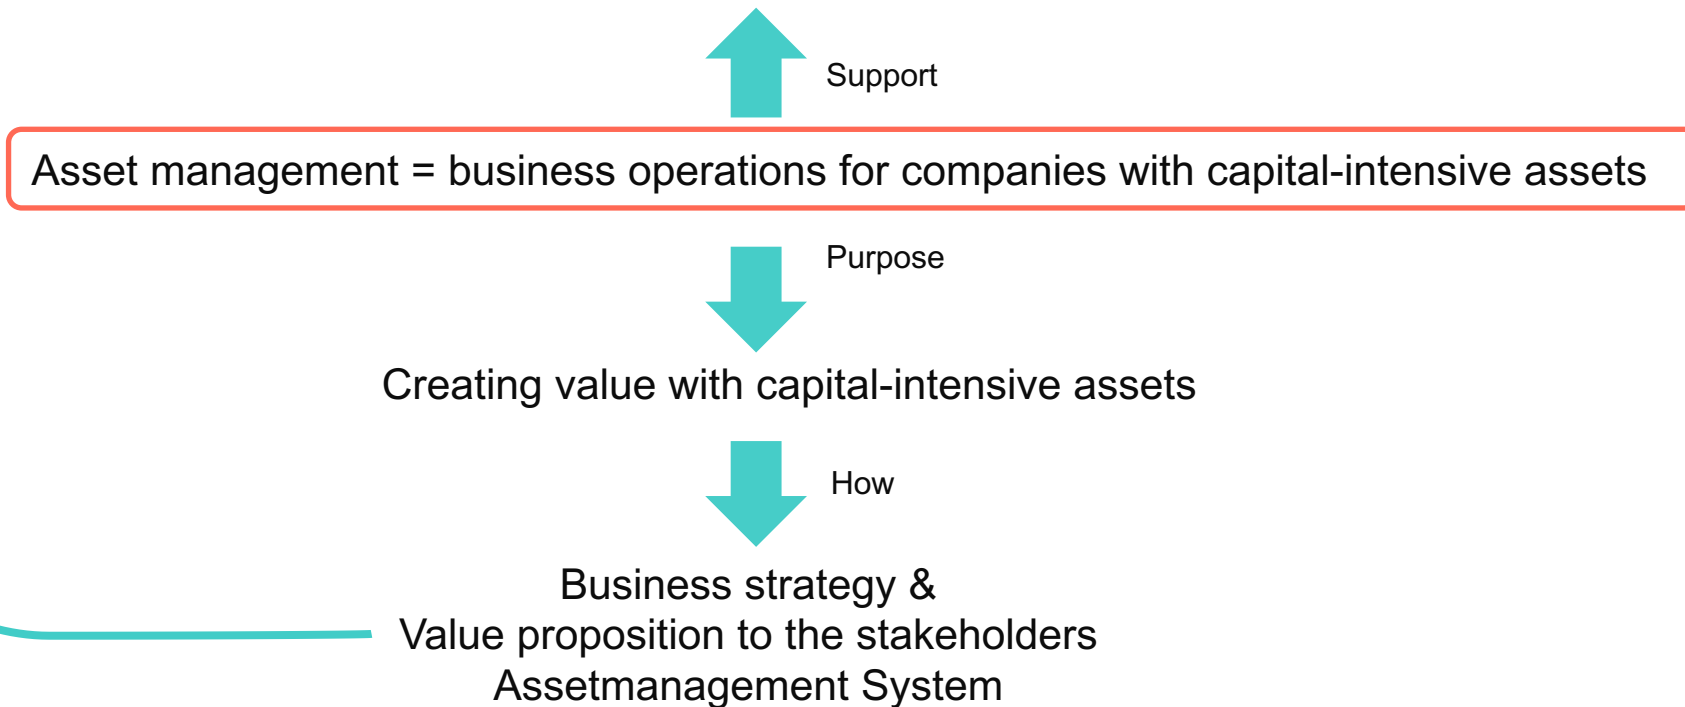 Support
Asset management = business operations for companies with capital-intensive assets
Purpose
Creating value with capital-intensive assets
How
Business strategy &
Value proposition to the stakeholders
Assetmanagement System